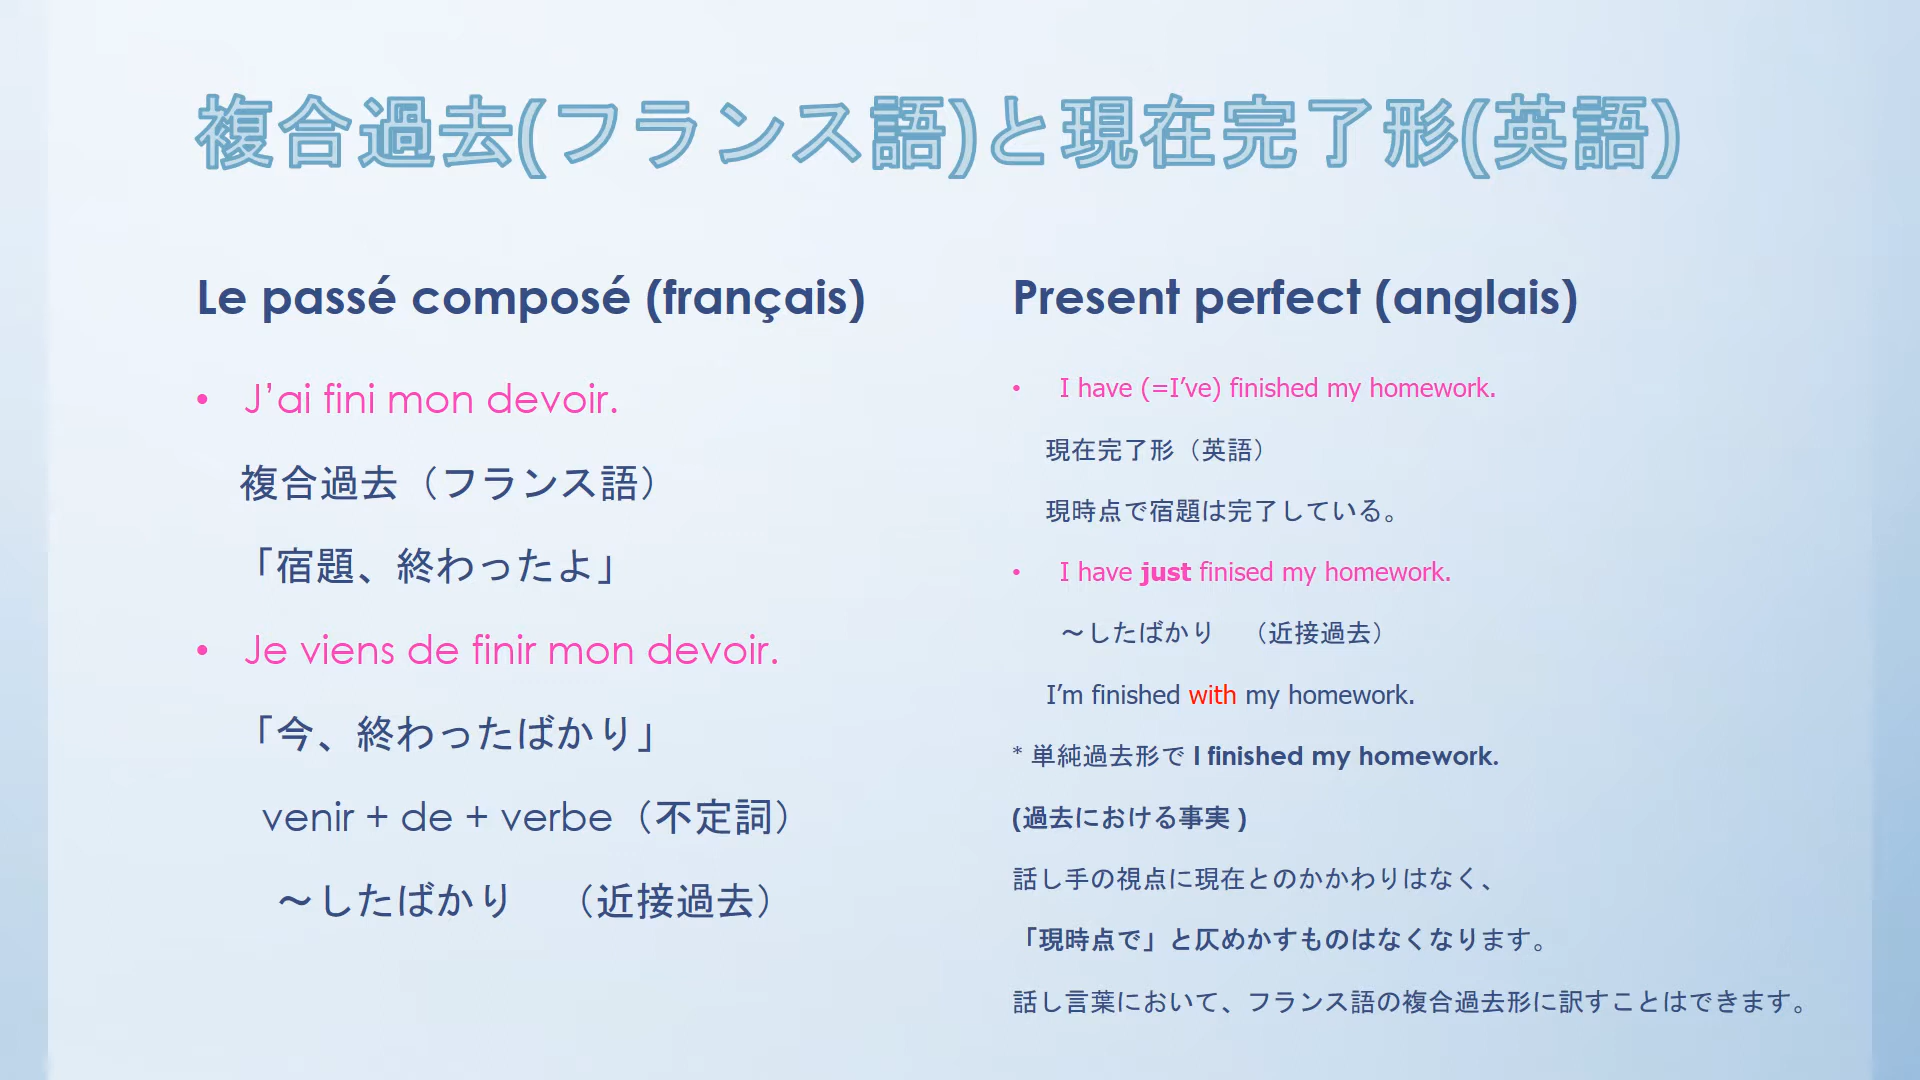 複合過去(フランス語)と現在完了形(英語)
Le passé composé (français)
• J’ai fini mon devoir.
複合過去（フランス語）
「宿題、終わったよ」
• Je viens de finir mon devoir.
「今、終わったばかり」
venir + de + verbe（不定詞）
～したばかり　（近接過去）
Present perfect (anglais)
• I have (=I’ve) finished my homework.
現在完了形（英語）
現時点で宿題は完了している。
• I have just finised my homework.
～したばかり　（近接過去）
I’m finished with my homework.
* 単純過去形で I finished my homework.
(過去における事実 )
話し手の視点に現在とのかかわりはなく、
「現時点で」と仄めかすものはなくなります。
話し言葉において、フランス語の複合過去形に訳すことはできます。